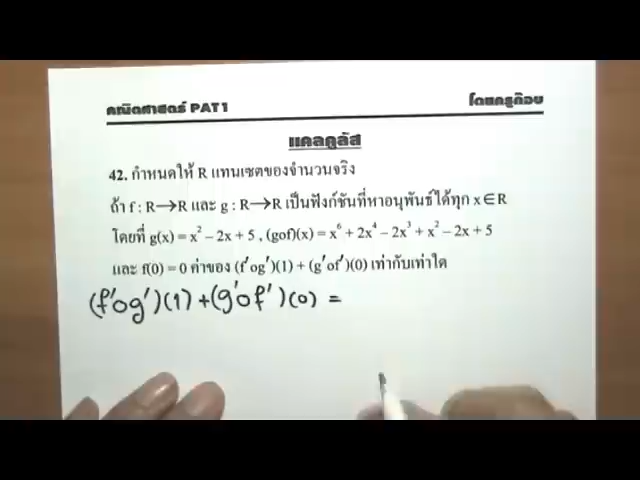 คณิตศาสตร์ PAT1
โดยครูก๊อย
แคลคูลัส
42. กำหนดให้ R แทนเซตของจำนวนจริง
ถ้า f : R→R และ g : R→R เป็นฟังก์ชันที่หาอนุพันธ์ได้ทุก x∈R
โดยที่ g(x) = x² – 2x + 5 , (gof)(x) = x⁶ + 2x⁴ – 2x³ + x² – 2x + 5
และ f(0) = 0 ค่าของ (f′og′)(1) + (g′of′)(0) เท่ากับเท่าใด
(f′og′)(1) + (g′of′)(0) =